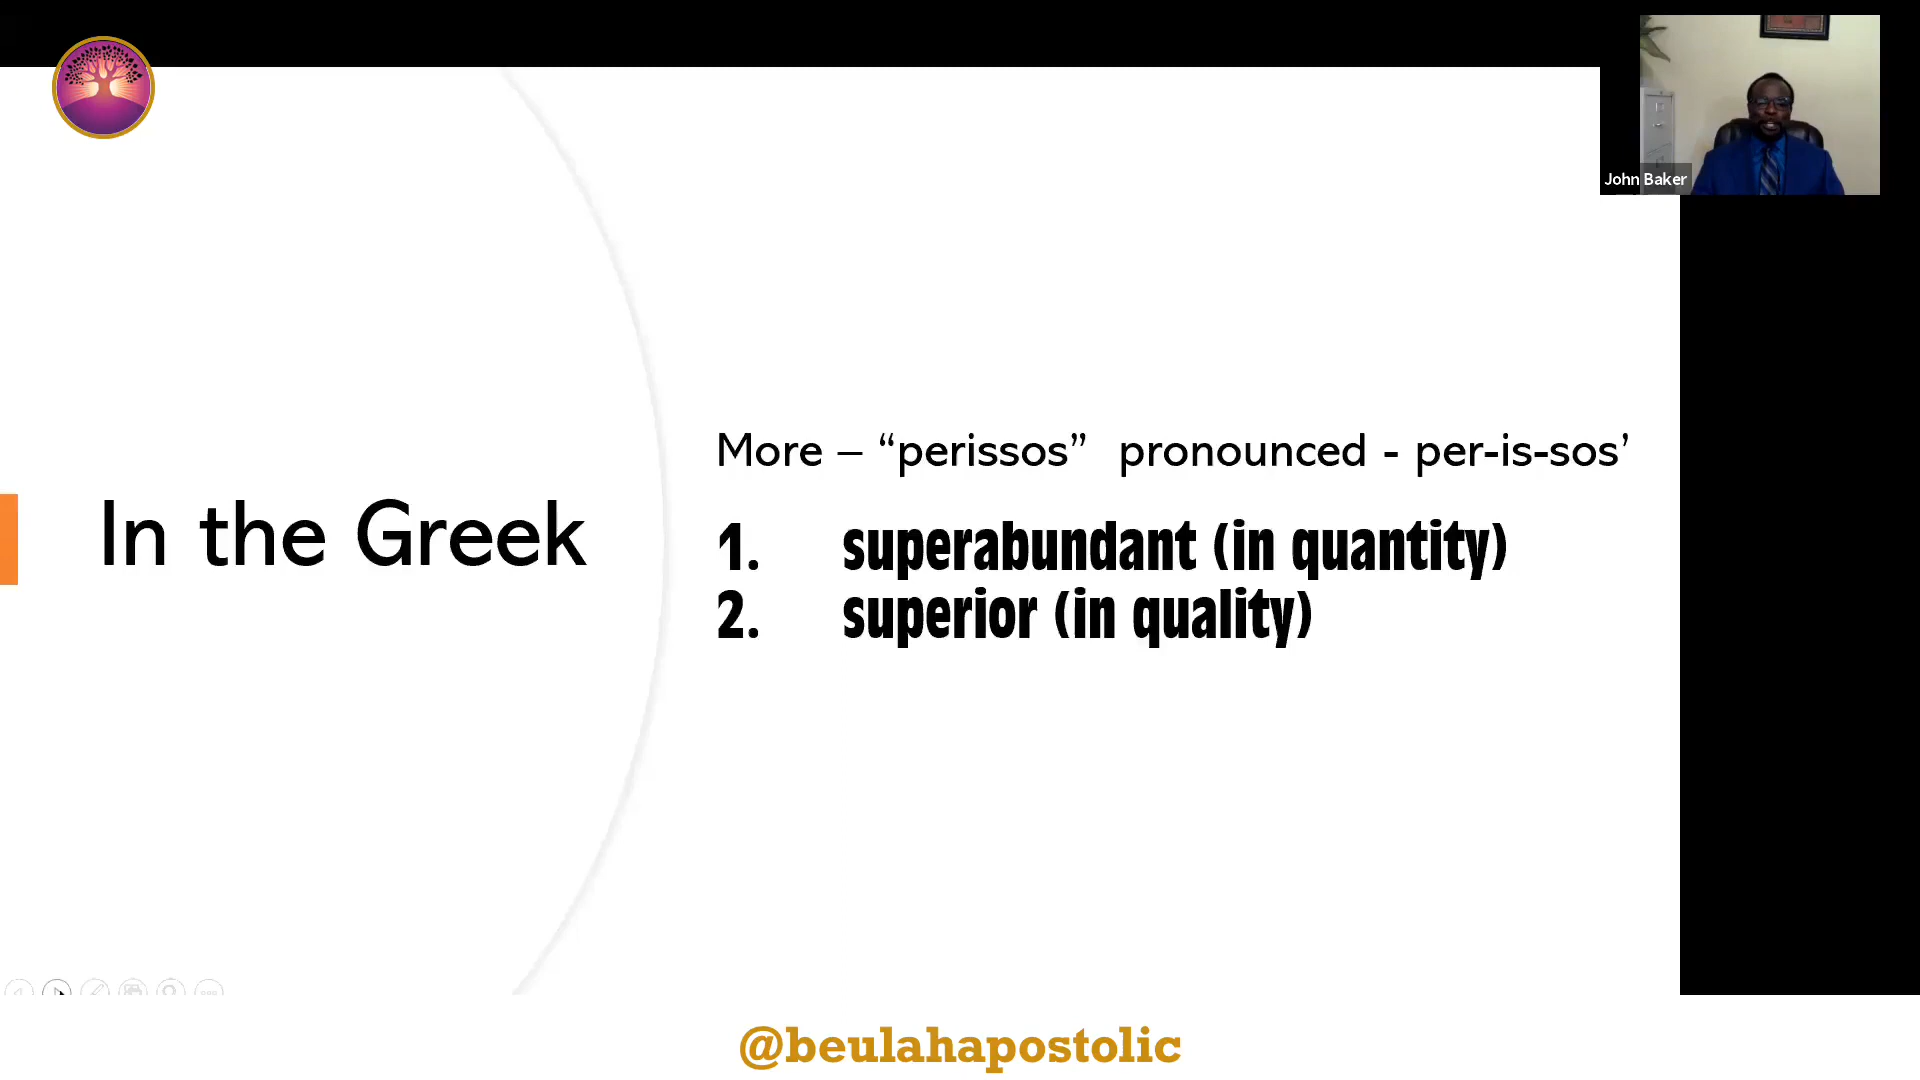 John Baker
More – “perissos”  pronounced - per-is-sos’
In the Greek
1. superabundant (in quantity)
2. superior (in quality)
@beulahapostolic